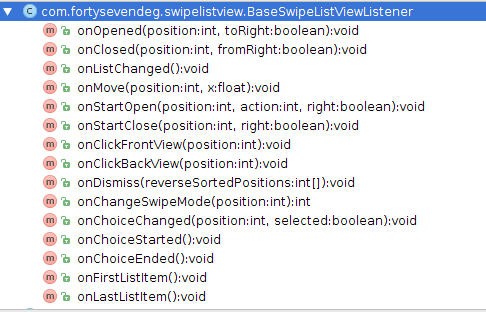 com.fortysevendeg.swipelistview.BaseSwipeListViewListener
onOpened(position:int, toRight:boolean):void
onClosed(position:int, fromRight:boolean):void
onListChanged():void
onMove(position:int, x:float):void
onStartOpen(position:int, action:int, right:boolean):void
onStartClose(position:int, right:boolean):void
onClickFrontView(position:int):void
onClickBackView(position:int):void
onDismiss(reverseSortedPositions:int[]):void
onChangeSwipeMode(position:int):int
onChoiceChanged(position:int, selected:boolean):void
onChoiceStarted():void
onChoiceEnded():void
onFirstListItem():void
onLastListItem():void